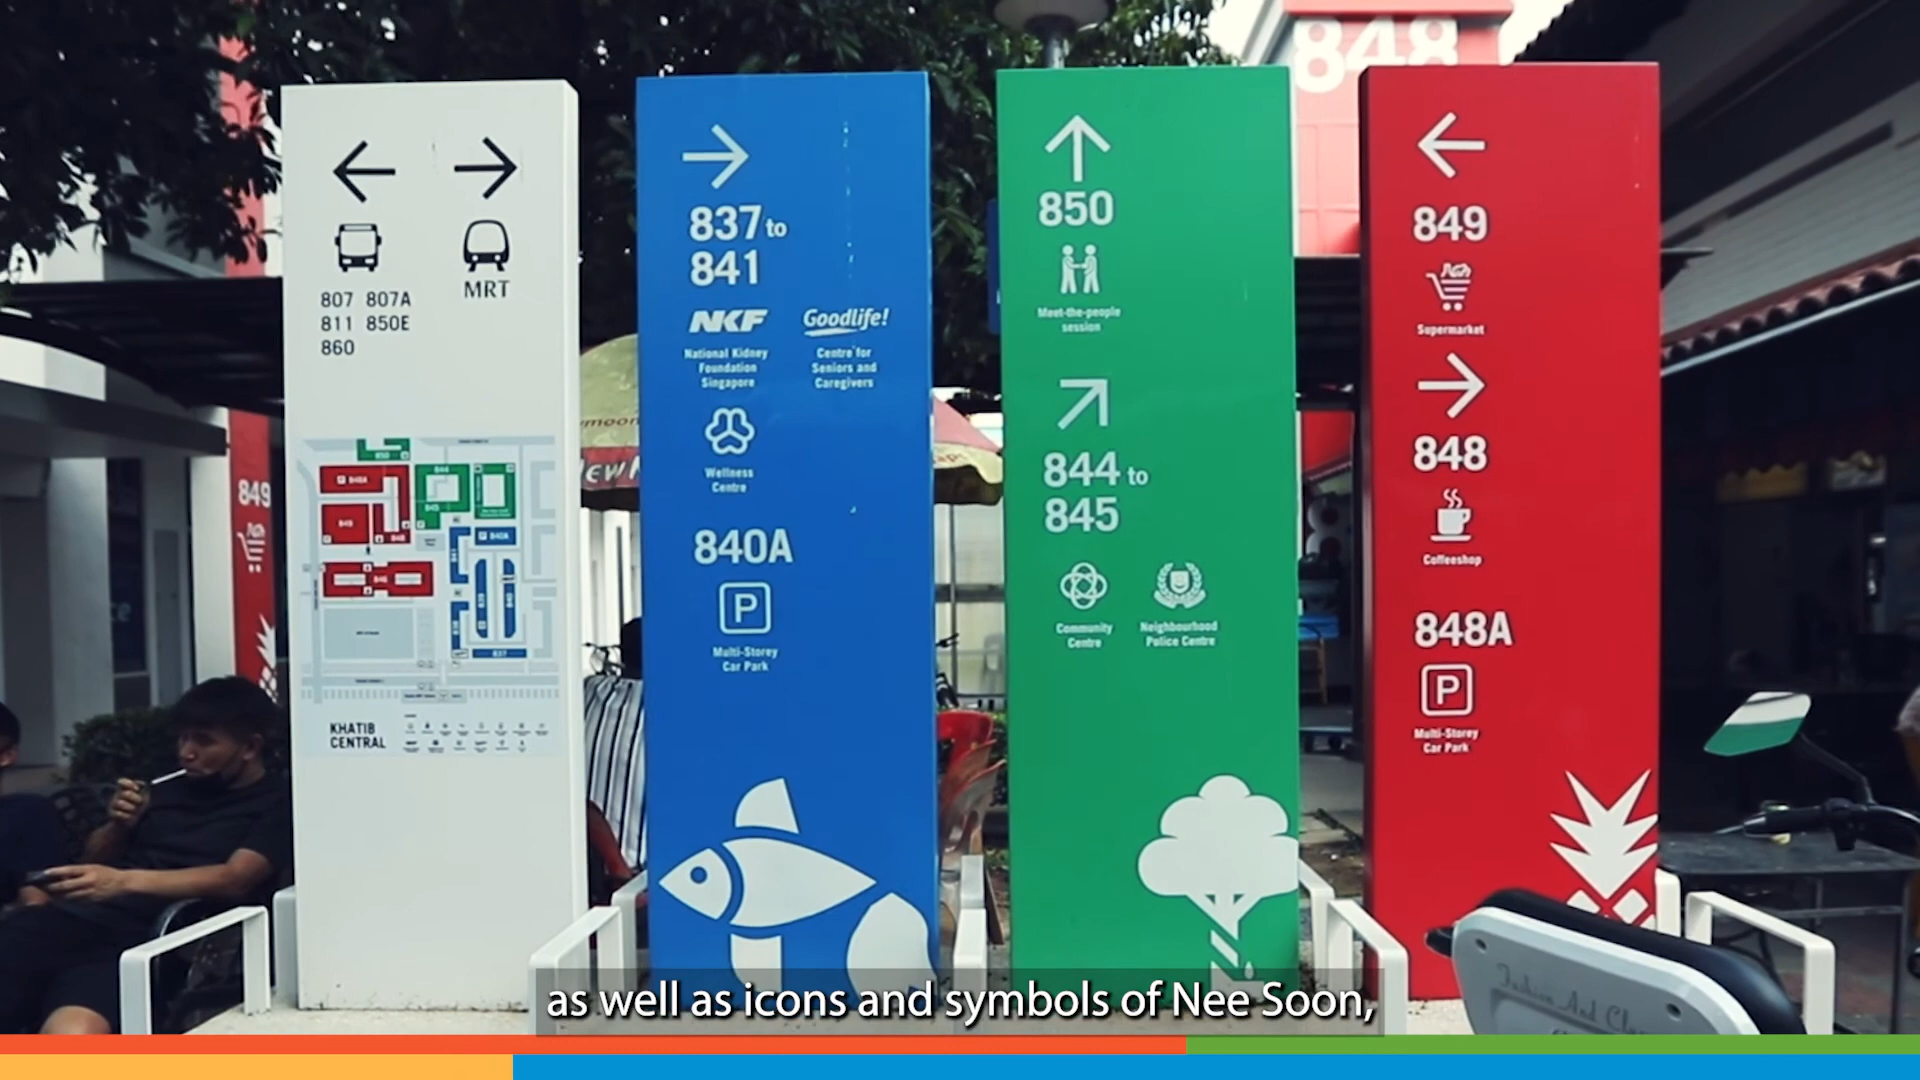 848
MRT
807 807A
811 850E
860
KHATIB
CENTRAL
837 to
841
NKF
National Kidney
Foundation
Singapore
Goodlife!
Centre for
Seniors and
Caregivers
Wellness
Centre
840A
P
Multi-Storey
Car Park
850
Meet-the-people
session
844 to
845
Community
Centre
Neighbourhood
Police Centre
849
Supermarket
848
Coffeeshop
848A
P
Multi-Storey
Car Park
849
as well as icons and symbols of Nee Soon,